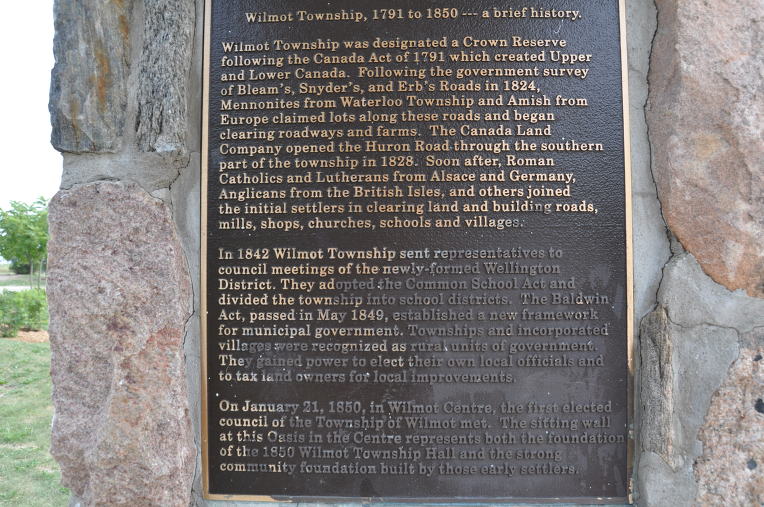 Wilmot Township, 1791 to 1850 --- a brief history.
Wilmot Township was designated a Crown Reserve
following the Canada Act of 1791 which created Upper
and Lower Canada. Following the government survey
of Bleam's, Snyder's, and Erb's Roads in 1824,
Mennonites from Waterloo Township and Amish from
Europe claimed lots along these roads and began
clearing roadways and farms. The Canada Land
Company opened the Huron Road through the southern
part of the township in 1828. Soon after, Roman
Catholics and Lutherans from Alsace and Germany,
Anglicans from the British Isles, and others joined
the initial settlers in clearing land and building roads,
mills, shops, churches, schools and villages.
In 1842 Wilmot Township sent representatives to
council meetings of the newly-formed Wellington
District. They adopted the Common School Act and
divided the township into school districts. The Baldwin
Act, passed in May 1849, established a new framework
for municipal government. Townships and incorporated
villages were recognized as rural units of government.
They gained power to elect their own local officials and
to tax land owners for local improvements.
On January 21, 1850, in Wilmot Centre, the first elected
council of the Township of Wilmot met. The sitting wall
at this Oasis in the Centre represents both the foundation
of the 1850 Wilmot Township Hall and the strong
community foundation built by those early settlers.